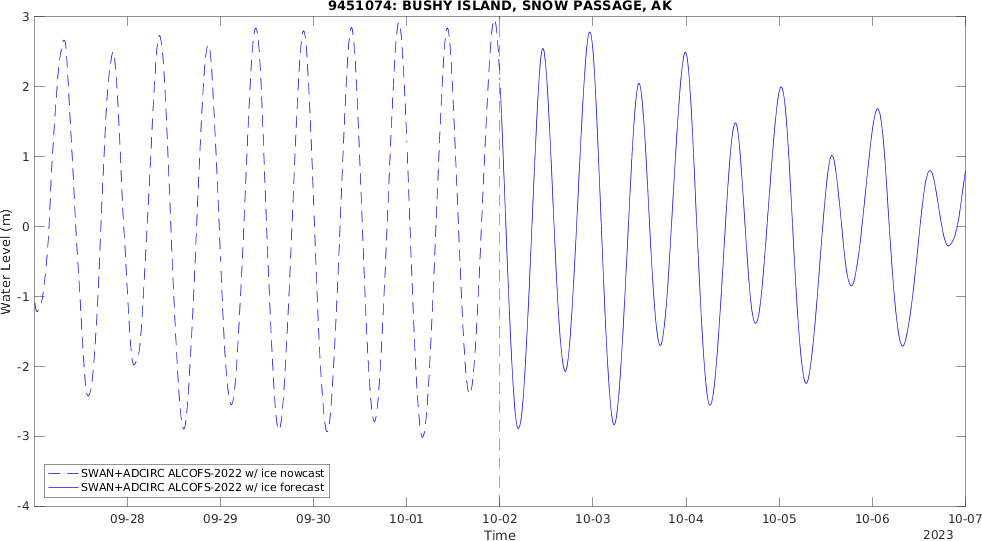 9451074: BUSHY ISLAND, SNOW PASSAGE, AK
3
2
1
0
-1
-2
-3
-4
Water Level (m)
SWAN+ADCIRC ALCOFS-2022 w/ ice nowcast
SWAN+ADCIRC ALCOFS-2022 w/ ice forecast
09-28 09-29 09-30 10-01 10-02 10-03 10-04 10-05 10-06 10-07
Time
2023